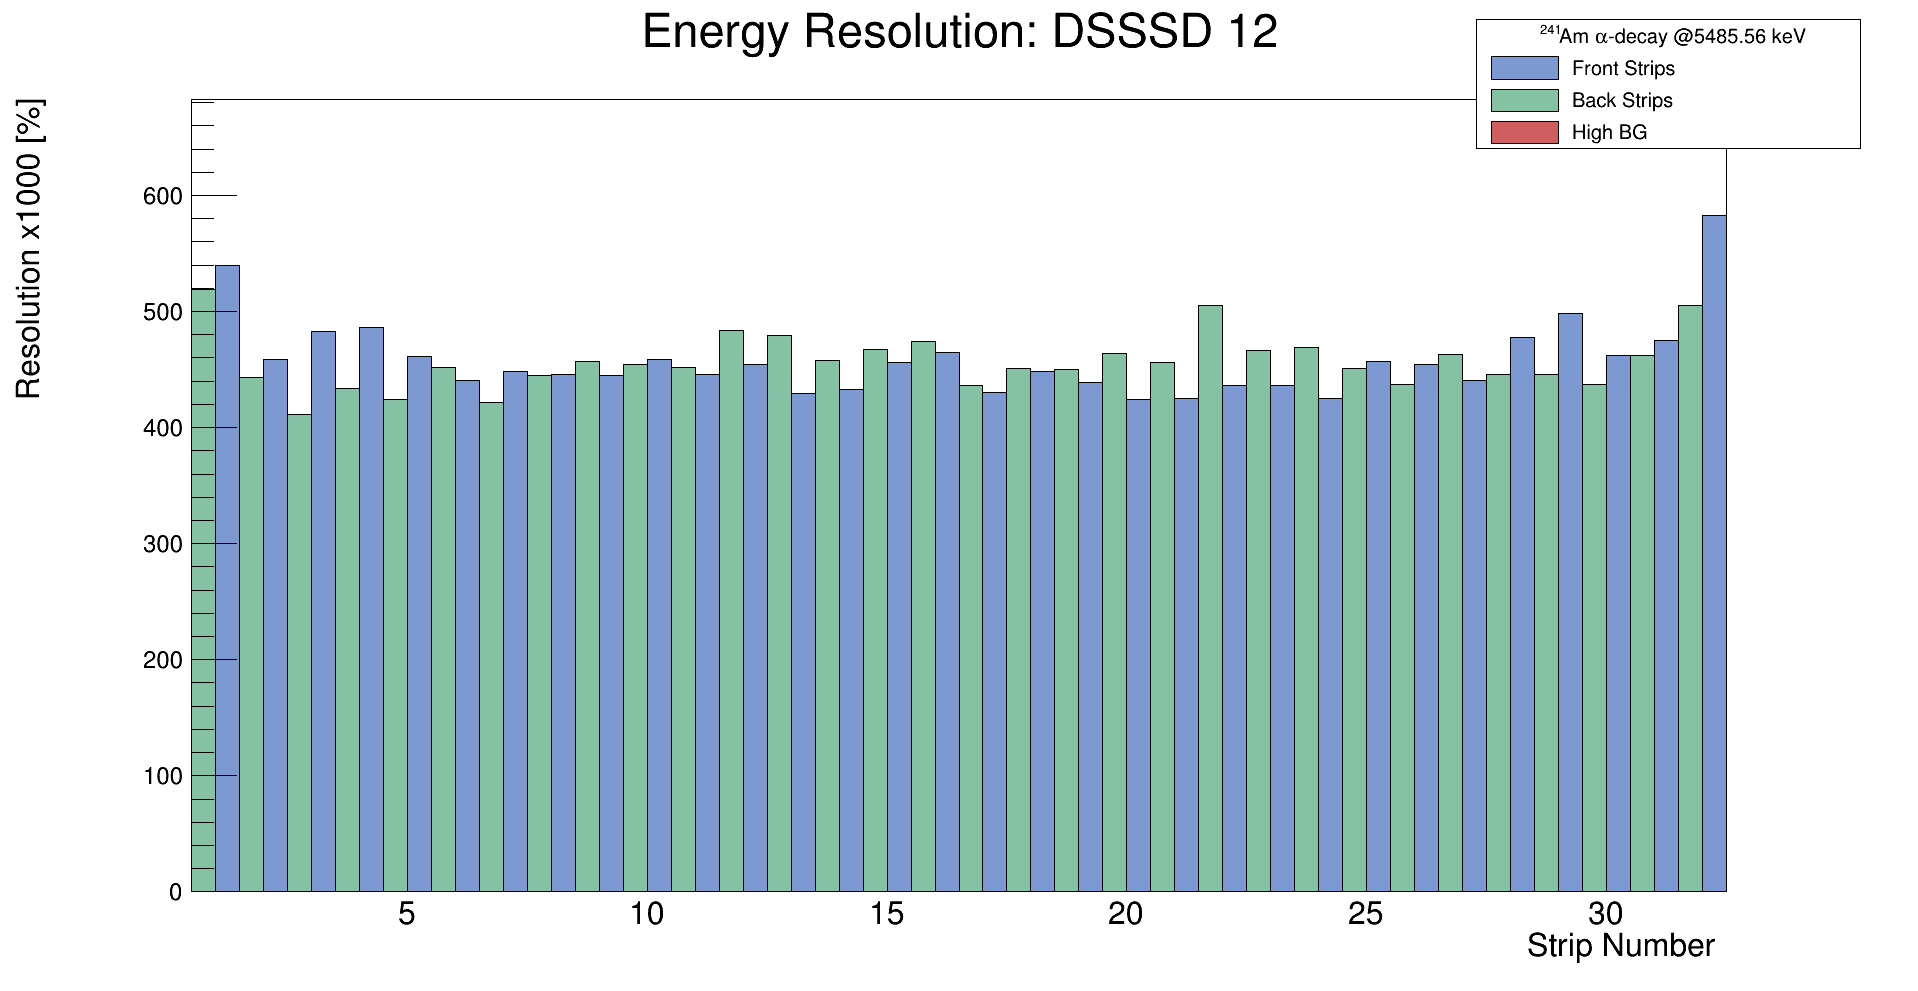 Energy Resolution: DSSSD 12
²⁴¹Am α-decay @5485.56 keV
Front Strips
Back Strips
High BG
Resolution x1000 [%]
600
500
400
300
200
100
0
5 10 15 20 25 30
Strip Number